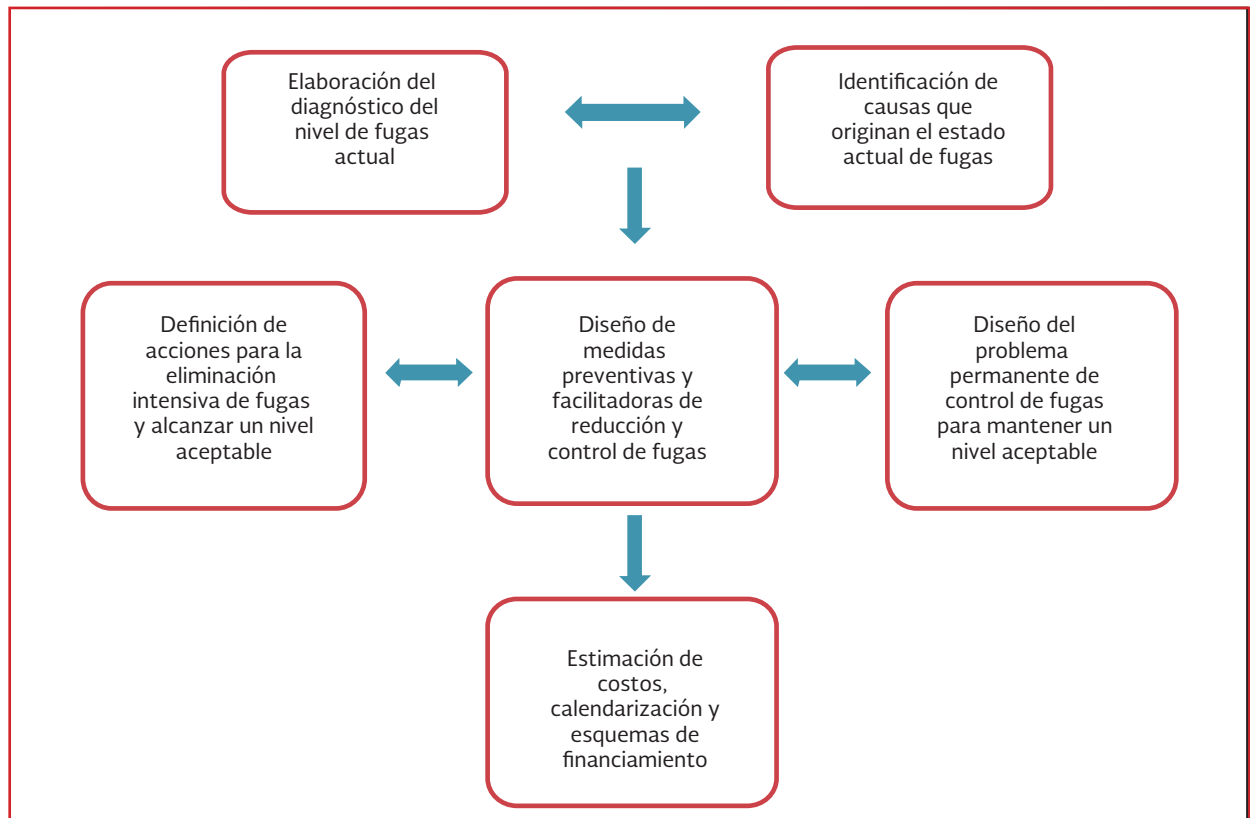 Elaboración del
diagnóstico del
nivel de fugas
actual
Identificación de
causas que
originan el estado
actual de fugas
Definición de
acciones para la
eliminación
intensiva de fugas
y alcanzar un nivel
aceptable
Diseño de
medidas
preventivas y
facilitadoras de
reducción y
control de fugas
Diseño del
problema
permanente de
control de fugas
para mantener un
nivel aceptable
Estimación de
costos,
calendarización y
esquemas de
financiamiento